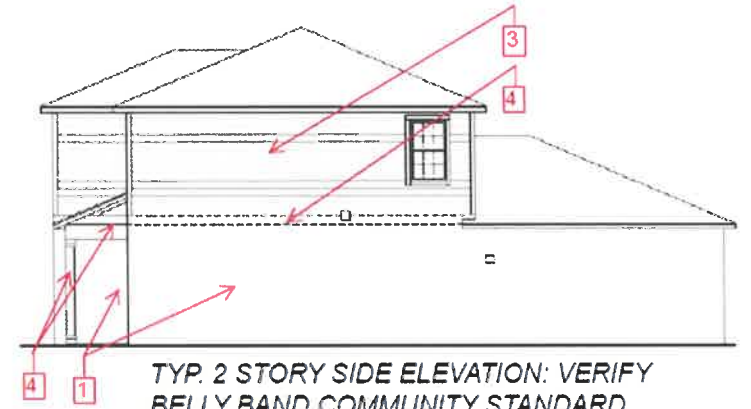 3
4
4
1
TYP. 2 STORY SIDE ELEVATION: VERIFY
BELLY BAND COMMUNITY STANDARD